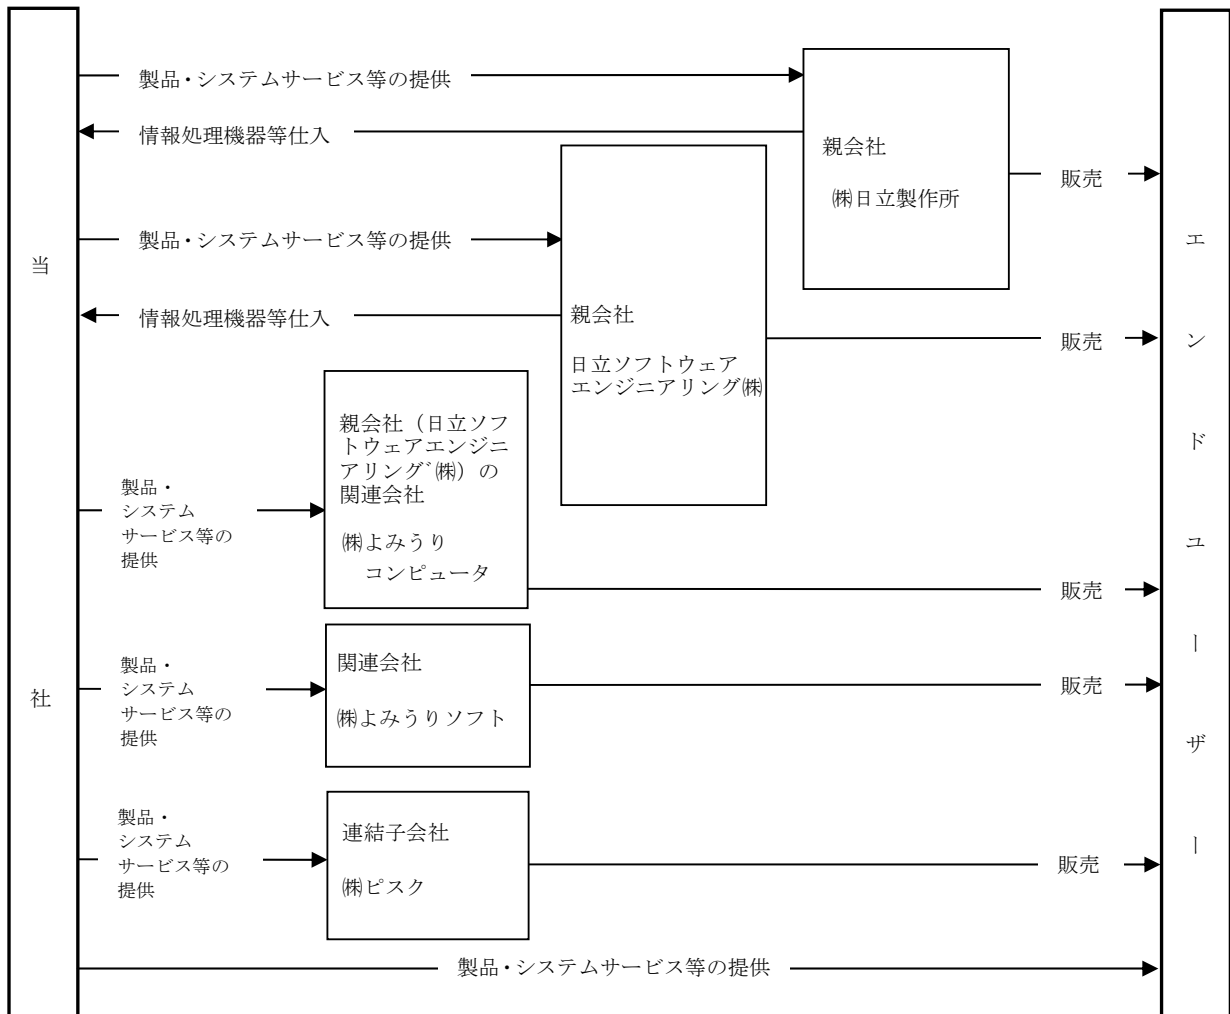 当社
製品・システムサービス等の提供
情報処理機器等仕入
親会社
㈱日立製作所
販売
製品・システムサービス等の提供
情報処理機器等仕入
親会社
日立ソフトウェア
エンジニアリング㈱
販売
製品・
システム
サービス等の
提供
親会社（日立ソフ
トウェアエンジニ
アリング゛㈱）の
関連会社
㈱よみうり
コンピュータ
販売
製品・
システム
サービス等の
提供
関連会社
㈱よみうりソフト
販売
製品・
システム
サービス等の
提供
連結子会社
㈱ピスク
販売
製品・システムサービス等の提供
エンドユーザー